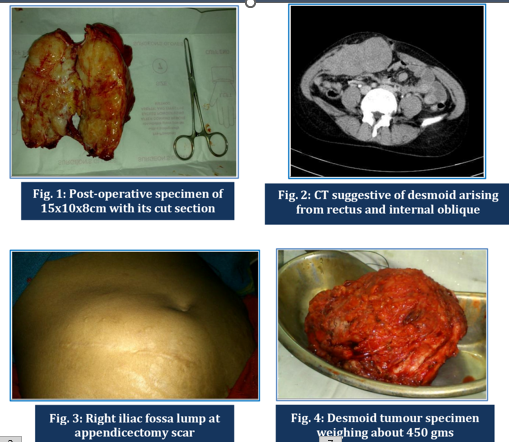 Fig. 1: Post-operative specimen of
15x10x8cm with its cut section
Fig. 2: CT suggestive of desmoid arising
from rectus and internal oblique
Fig. 3: Right iliac fossa lump at
appendicectomy scar
Fig. 4: Desmoid tumour specimen
weighing about 450 gms